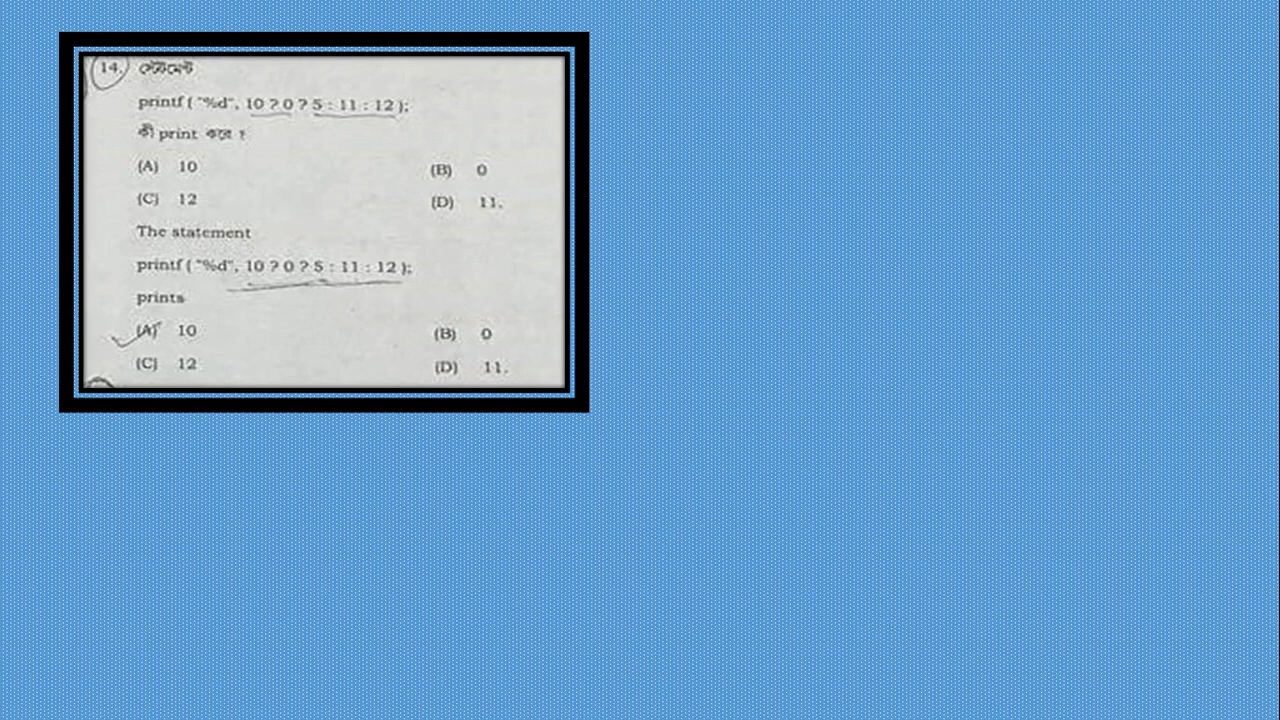 14. স্টেটমেন্ট
printf ( "%d", 10 ? 0 ? 5 : 11 : 12 );
কী print করে ?
(A) 10 (B) 0
(C) 12 (D) 11.
The statement
printf ( "%d", 10 ? 0 ? 5 : 11 : 12 );
prints
(A) 10 (B) 0
(C) 12 (D) 11.